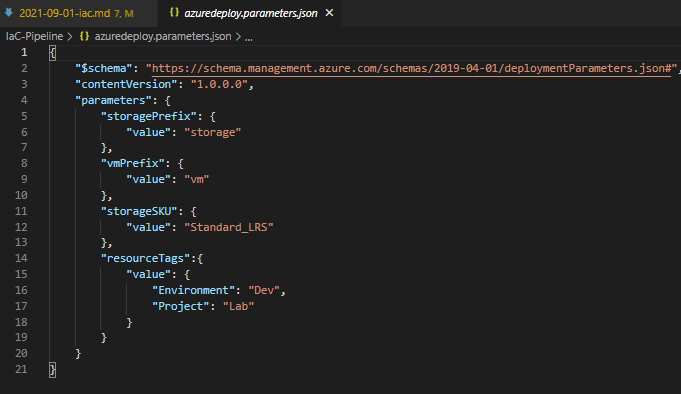 2021-09-01-iac.md 7, M
{} azuredeploy.parameters.json ×
IaC-Pipeline > {} azuredeploy.parameters.json > ...
1 {
2 "$schema": "https://schema.management.azure.com/schemas/2019-04-01/deploymentParameters.json#",
3 "contentVersion": "1.0.0.0",
4 "parameters": {
5 "storagePrefix": {
6 "value": "storage"
7 },
8 "vmPrefix": {
9 "value": "vm"
10 },
11 "storageSKU": {
12 "value": "Standard_LRS"
13 },
14 "resourceTags":{
15 "value": {
16 "Environment": "Dev",
17 "Project": "Lab"
18 }
19 }
20 }
21 }